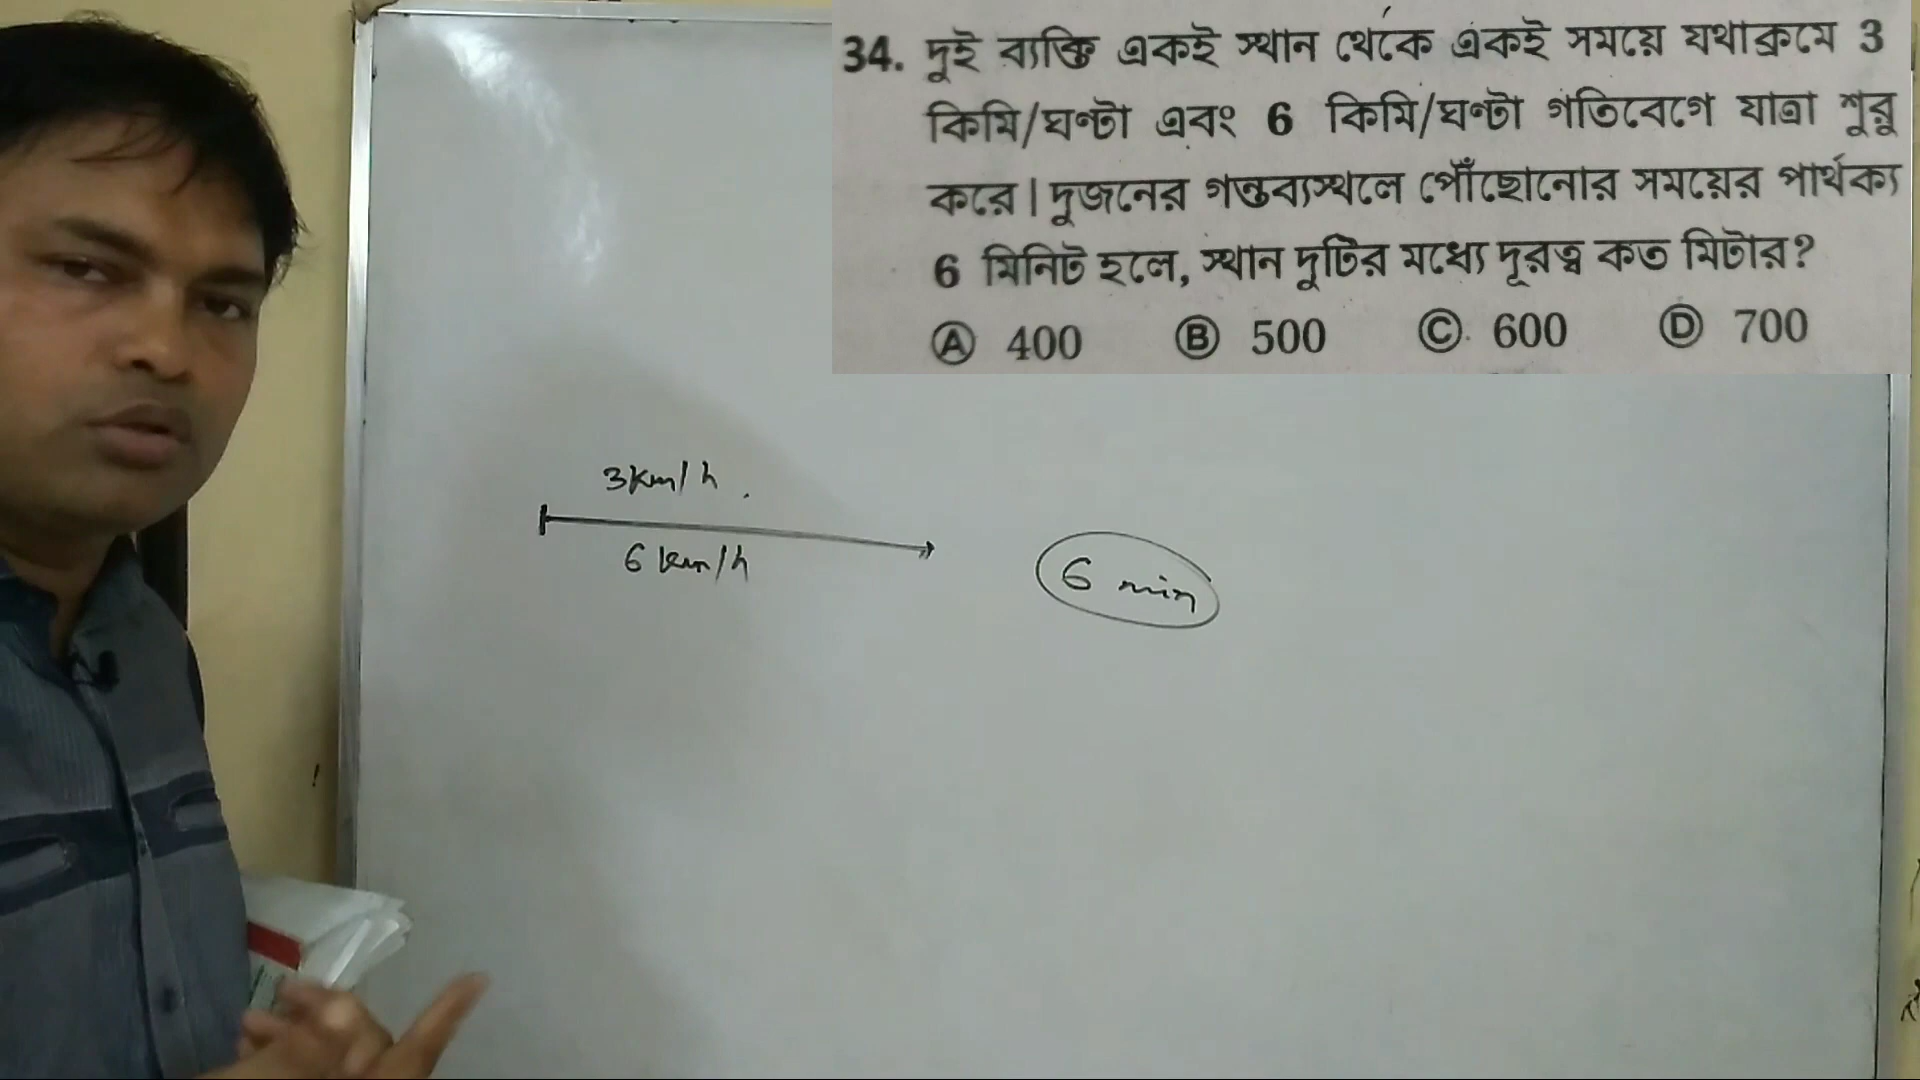 34. দুই ব্যক্তি একই স্থান থেকে একই সময়ে যথাক্রমে 3
কিমি/ঘণ্টা এবং 6 কিমি/ঘণ্টা গতিবেগে যাত্রা শুরু
করে। দুজনের গন্তব্যস্থলে পৌঁছোনোর সময়ের পার্থক্য
6 মিনিট হলে, স্থান দুটির মধ্যে দূরত্ব কত মিটার?
Ⓐ 400 Ⓑ 500 Ⓒ 600 Ⓓ 700
3km/h
6 km/h
6 min